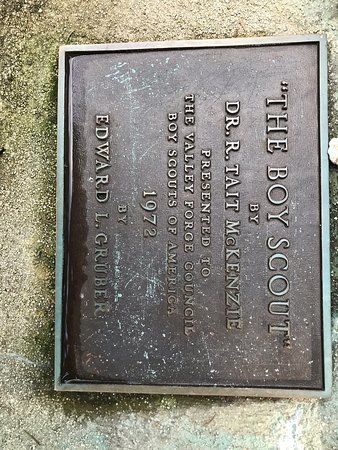 "THE BOY SCOUT"
BY
DR. R. TAIT McKENZIE
PRESENTED TO
THE VALLEY FORGE COUNCIL
BOY SCOUTS OF AMERICA
1972
BY
EDWARD L. GRUBER